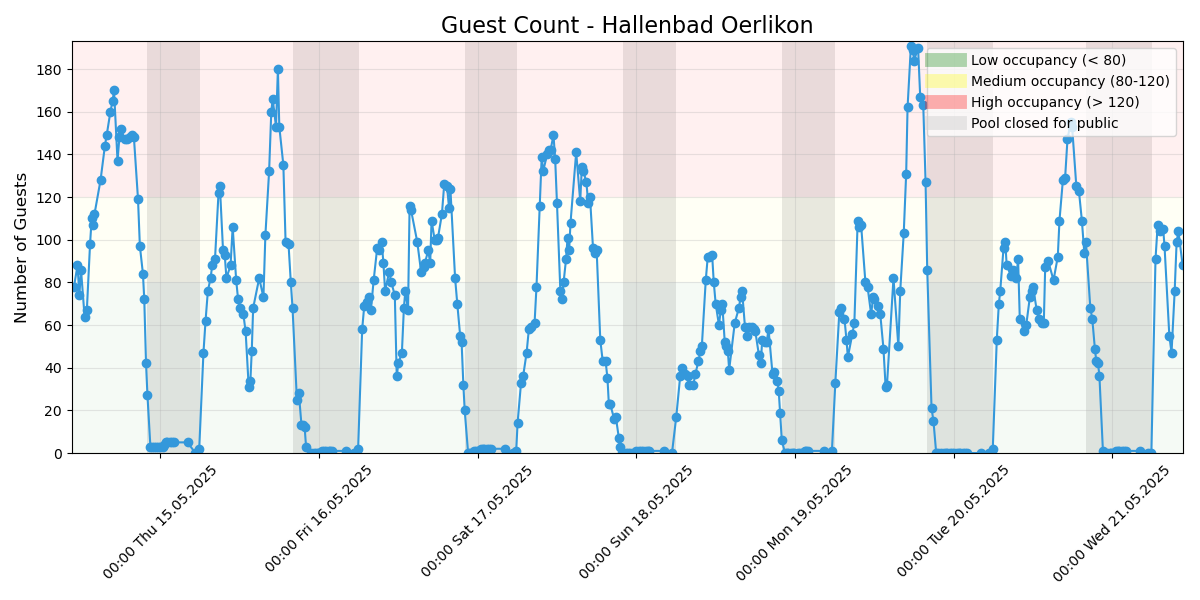 Guest Count - Hallenbad Oerlikon
Number of Guests
180
160
140
120
100
80
60
40
20
0
Low occupancy (< 80)
Medium occupancy (80-120)
High occupancy (> 120)
Pool closed for public
00:00 Thu 15.05.2025
00:00 Fri 16.05.2025
00:00 Sat 17.05.2025
00:00 Sun 18.05.2025
00:00 Mon 19.05.2025
00:00 Tue 20.05.2025
00:00 Wed 21.05.2025